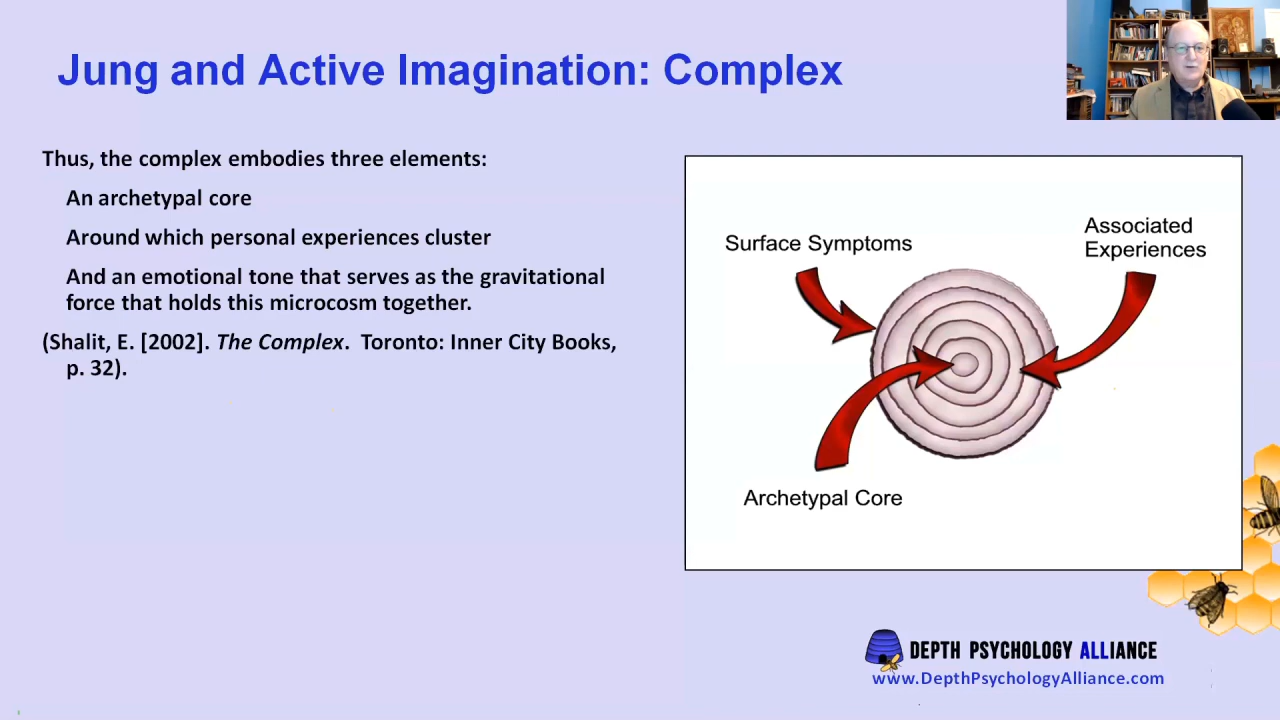 Jung and Active Imagination: Complex
Thus, the complex embodies three elements:
An archetypal core
Around which personal experiences cluster
And an emotional tone that serves as the gravitational
force that holds this microcosm together.
(Shalit, E. [2002]. The Complex. Toronto: Inner City Books,
p. 32).
Surface Symptoms
Associated
Experiences
Archetypal Core
DEPTH PSYCHOLOGY ALLIANCE
www.DepthPsychologyAlliance.com